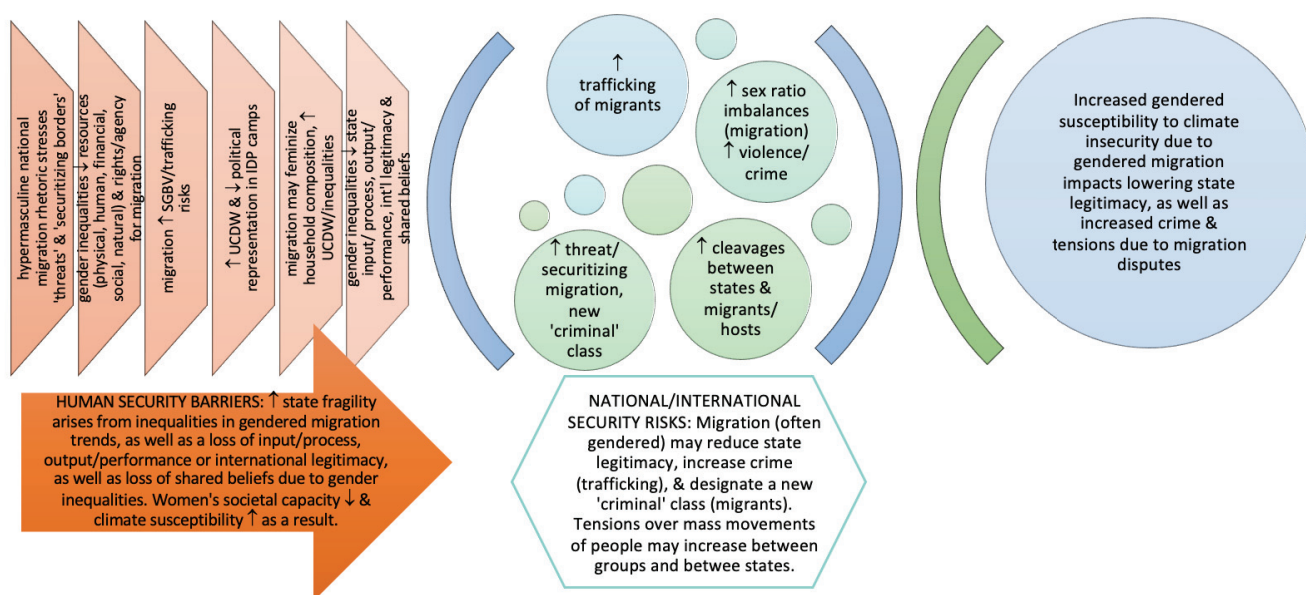 hypermasculine national
migration rhetoric stresses
'threats' & 'securitizing borders'
gender inequalities ↓ resources
(physical, human, financial,
social, natural) & rights/agency
for migration
migration ↑ SGBV/trafficking
risks
↑ UCDW & ↓ political
representation in IDP camps
migration may feminize
household composition, ↑
UCDW/inequalities
gender inequalities ↓ state
input/ process, output/
performance, int'l legitimacy &
shared beliefs
↑
trafficking
of migrants
↑ sex ratio
imbalances
(migration)
↑ violence/
crime
↑ threat/
securitizing
migration,
new
'criminal'
class
↑ cleavages
between
states &
migrants/
hosts
Increased gendered
susceptibility to climate
insecurity due to
gendered migration
impacts lowering state
legitimacy, as well as
increased crime &
tensions due to migration
disputes
HUMAN SECURITY BARRIERS: ↑ state fragility
arises from inequalities in gendered migration
trends, as well as a loss of input/process,
output/performance or international legitimacy,
as well as loss of shared beliefs due to gender
inequalities. Women's societal capacity ↓ &
climate susceptibility ↑ as a result.
NATIONAL/INTERNATIONAL
SECURITY RISKS: Migration (often
gendered) may reduce state
legitimacy, increase crime
(trafficking), & designate a new
'criminal' class (migrants).
Tensions over mass movements
of people may increase between
groups and betwee states.